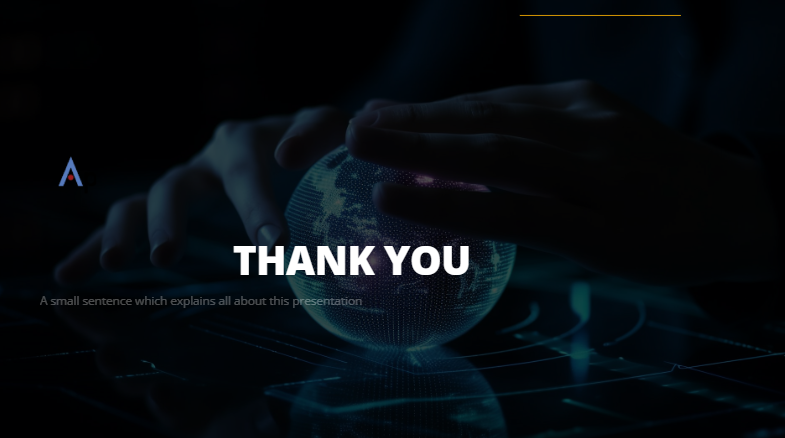 THANK YOU
A small sentence which explains all about this presentation